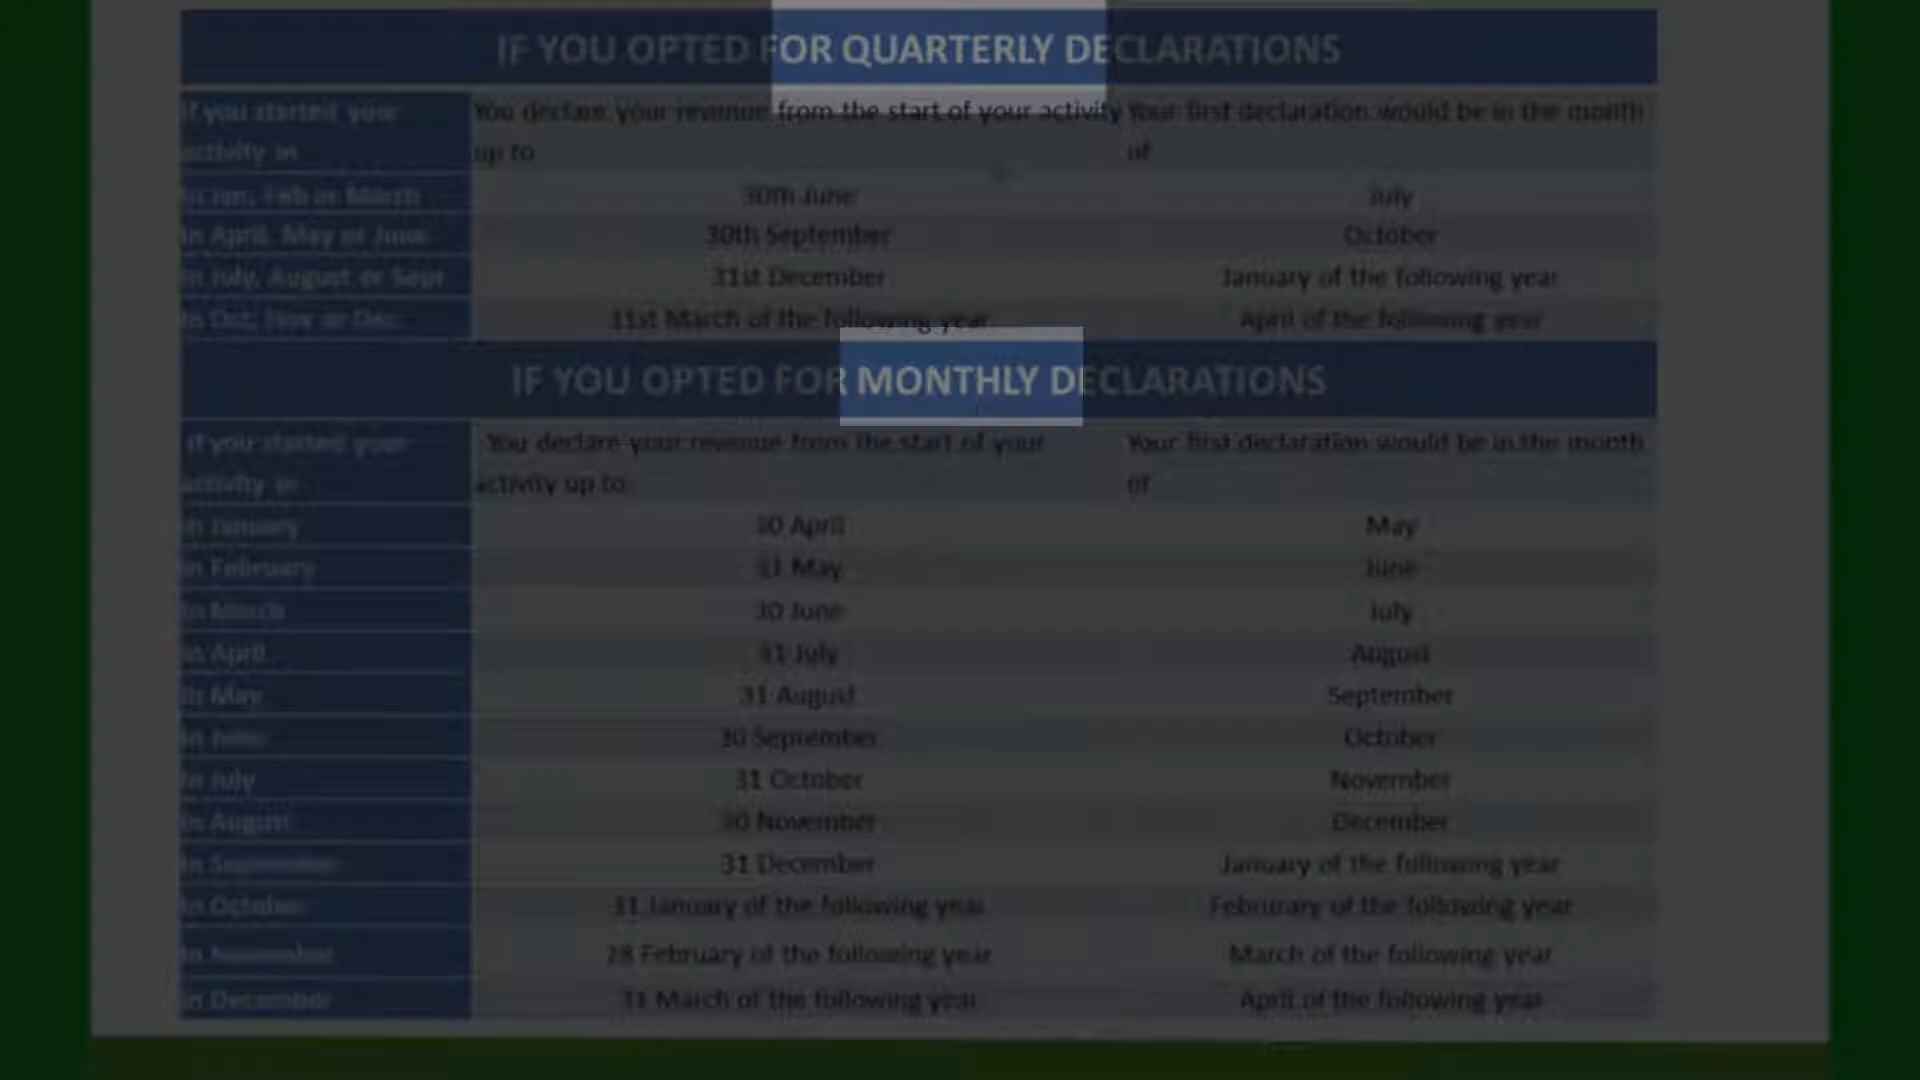 IF YOU OPTED FOR QUARTERLY DECLARATIONS
If you started your activity in
You declare your revenue from the start of your activity up to
Your first declaration would be in the month of
In Jan, Feb or March 30th June July
In April, May or June 30th September October
In July, August or Sept 31st December January of the following year
In Oct, Nov or Dec 31st March of the following year April of the following year
IF YOU OPTED FOR MONTHLY DECLARATIONS
If you started your activity in
You declare your revenue from the start of your activity up to
Your first declaration would be in the month of
In January 30 April May
In February 31 May June
In March 30 June July
In April 31 July August
In May 31 August September
In June 30 September October
In July 31 October November
In August 30 November December
In September 31 December January of the following year
In October 31 January of the following year Februrary of the following year
In November 28 February of the following year March of the following year
In December 31 March of the following year April of the following year